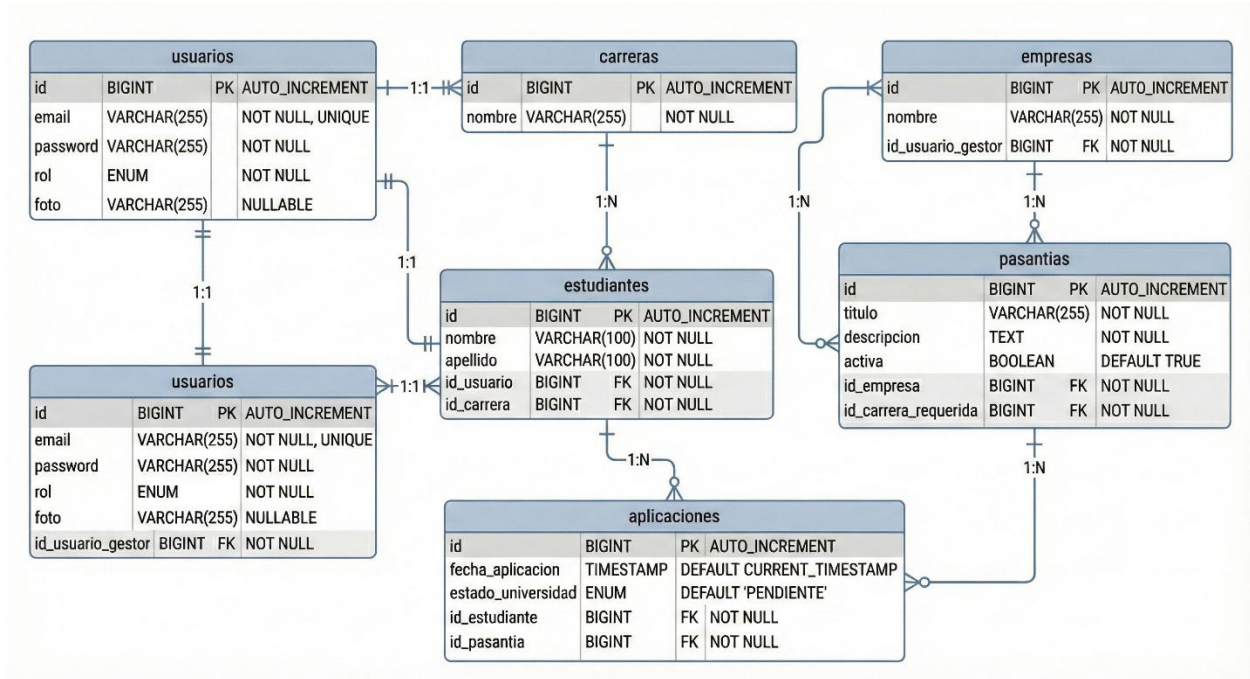 usuarios
id BIGINT PK AUTO_INCREMENT
email VARCHAR(255) NOT NULL, UNIQUE
password VARCHAR(255) NOT NULL
rol ENUM NOT NULL
foto VARCHAR(255) NULLABLE
1:1
carreras
id BIGINT PK AUTO_INCREMENT
nombre VARCHAR(255) NOT NULL
empresas
id BIGINT PK AUTO_INCREMENT
nombre VARCHAR(255) NOT NULL
id_usuario_gestor BIGINT FK NOT NULL
1:N
1:N
1:N
1:1
1:1
estudiantes
id BIGINT PK AUTO_INCREMENT
nombre VARCHAR(100) NOT NULL
apellido VARCHAR(100) NOT NULL
id_usuario BIGINT FK NOT NULL
id_carrera BIGINT FK NOT NULL
pasantias
id BIGINT PK AUTO_INCREMENT
titulo VARCHAR(255) NOT NULL
descripcion TEXT NOT NULL
activa BOOLEAN DEFAULT TRUE
id_empresa BIGINT FK NOT NULL
id_carrera_requerida BIGINT FK NOT NULL
usuarios
id BIGINT PK AUTO_INCREMENT
email VARCHAR(255) NOT NULL, UNIQUE
password VARCHAR(255) NOT NULL
rol ENUM NOT NULL
foto VARCHAR(255) NULLABLE
id_usuario_gestor BIGINT FK NOT NULL
1:1
1:N
1:N
aplicaciones
id BIGINT PK AUTO_INCREMENT
fecha_aplicacion TIMESTAMP DEFAULT CURRENT_TIMESTAMP
estado_universidad ENUM DEFAULT 'PENDIENTE'
id_estudiante BIGINT FK NOT NULL
id_pasantia BIGINT FK NOT NULL